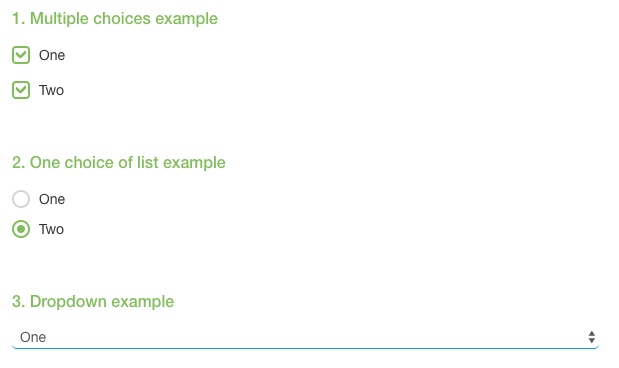 1. Multiple choices example
One
Two
2. One choice of list example
One
Two
3. Dropdown example
One